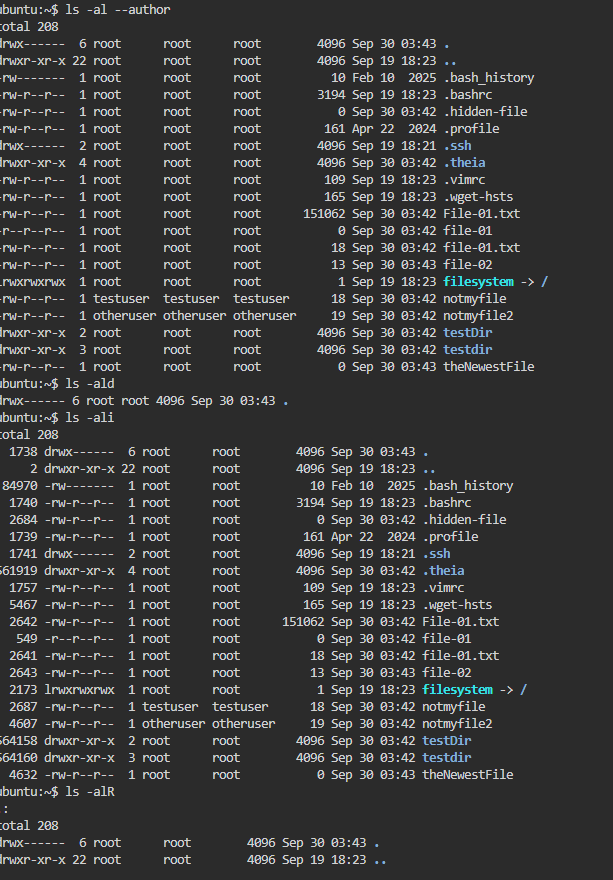 ubuntu:~$ ls -al --author
total 208
drwx------  6 root      root      root        4096 Sep 30 03:43 .
drwxr-xr-x 22 root      root      root        4096 Sep 19 18:23 ..
-rw-------  1 root      root      root          10 Feb 10  2025 .bash_history
-rw-r--r--  1 root      root      root        3194 Sep 19 18:23 .bashrc
-rw-r--r--  1 root      root      root           0 Sep 30 03:42 .hidden-file
-rw-r--r--  1 root      root      root         161 Apr 22  2024 .profile
drwx------  2 root      root      root        4096 Sep 19 18:21 .ssh
drwxr-xr-x  4 root      root      root        4096 Sep 30 03:42 .theia
-rw-r--r--  1 root      root      root         109 Sep 19 18:23 .vimrc
-rw-r--r--  1 root      root      root         165 Sep 19 18:23 .wget-hsts
-rw-r--r--  1 root      root      root      151062 Sep 30 03:42 File-01.txt
-r--r--r--  1 root      root      root           0 Sep 30 03:42 file-01
-rw-r--r--  1 root      root      root          18 Sep 30 03:42 file-01.txt
-rw-r--r--  1 root      root      root          13 Sep 30 03:43 file-02
lrwxrwxrwx  1 root      root      root           1 Sep 19 18:23 filesystem -> /
-rw-r--r--  1 testuser  testuser  testuser      18 Sep 30 03:42 notmyfile
-rw-r--r--  1 otheruser otheruser otheruser     19 Sep 30 03:42 notmyfile2
drwxr-xr-x  2 root      root      root        4096 Sep 30 03:42 testDir
drwxr-xr-x  3 root      root      root        4096 Sep 30 03:42 testdir
-rw-r--r--  1 root      root      root           0 Sep 30 03:43 theNewestFile
ubuntu:~$ ls -ald
drwx------ 6 root root 4096 Sep 30 03:43 .
ubuntu:~$ ls -ali
total 208
1738 drwx------  6 root      root        4096 Sep 30 03:43 .
2 drwxr-xr-x 22 root      root        4096 Sep 19 18:23 ..
84970 -rw-------  1 root      root          10 Feb 10  2025 .bash_history
1740 -rw-r--r--  1 root      root        3194 Sep 19 18:23 .bashrc
2684 -rw-r--r--  1 root      root           0 Sep 30 03:42 .hidden-file
1739 -rw-r--r--  1 root      root         161 Apr 22  2024 .profile
1741 drwx------  2 root      root        4096 Sep 19 18:21 .ssh
561919 drwxr-xr-x  4 root      root        4096 Sep 30 03:42 .theia
1757 -rw-r--r--  1 root      root         109 Sep 19 18:23 .vimrc
5467 -rw-r--r--  1 root      root         165 Sep 19 18:23 .wget-hsts
2642 -rw-r--r--  1 root      root      151062 Sep 30 03:42 File-01.txt
549 -r--r--r--  1 root      root           0 Sep 30 03:42 file-01
2641 -rw-r--r--  1 root      root          18 Sep 30 03:42 file-01.txt
2643 -rw-r--r--  1 root      root          13 Sep 30 03:43 file-02
2173 lrwxrwxrwx  1 root      root           1 Sep 19 18:23 filesystem -> /
2687 -rw-r--r--  1 testuser  testuser      18 Sep 30 03:42 notmyfile
4607 -rw-r--r--  1 otheruser otheruser     19 Sep 30 03:42 notmyfile2
564158 drwxr-xr-x  2 root      root        4096 Sep 30 03:42 testDir
564160 drwxr-xr-x  3 root      root        4096 Sep 30 03:42 testdir
4632 -rw-r--r--  1 root      root           0 Sep 30 03:43 theNewestFile
ubuntu:~$ ls -alR
.:
total 208
drwx------  6 root      root        4096 Sep 30 03:43 .
drwxr-xr-x 22 root      root        4096 Sep 19 18:23 ..